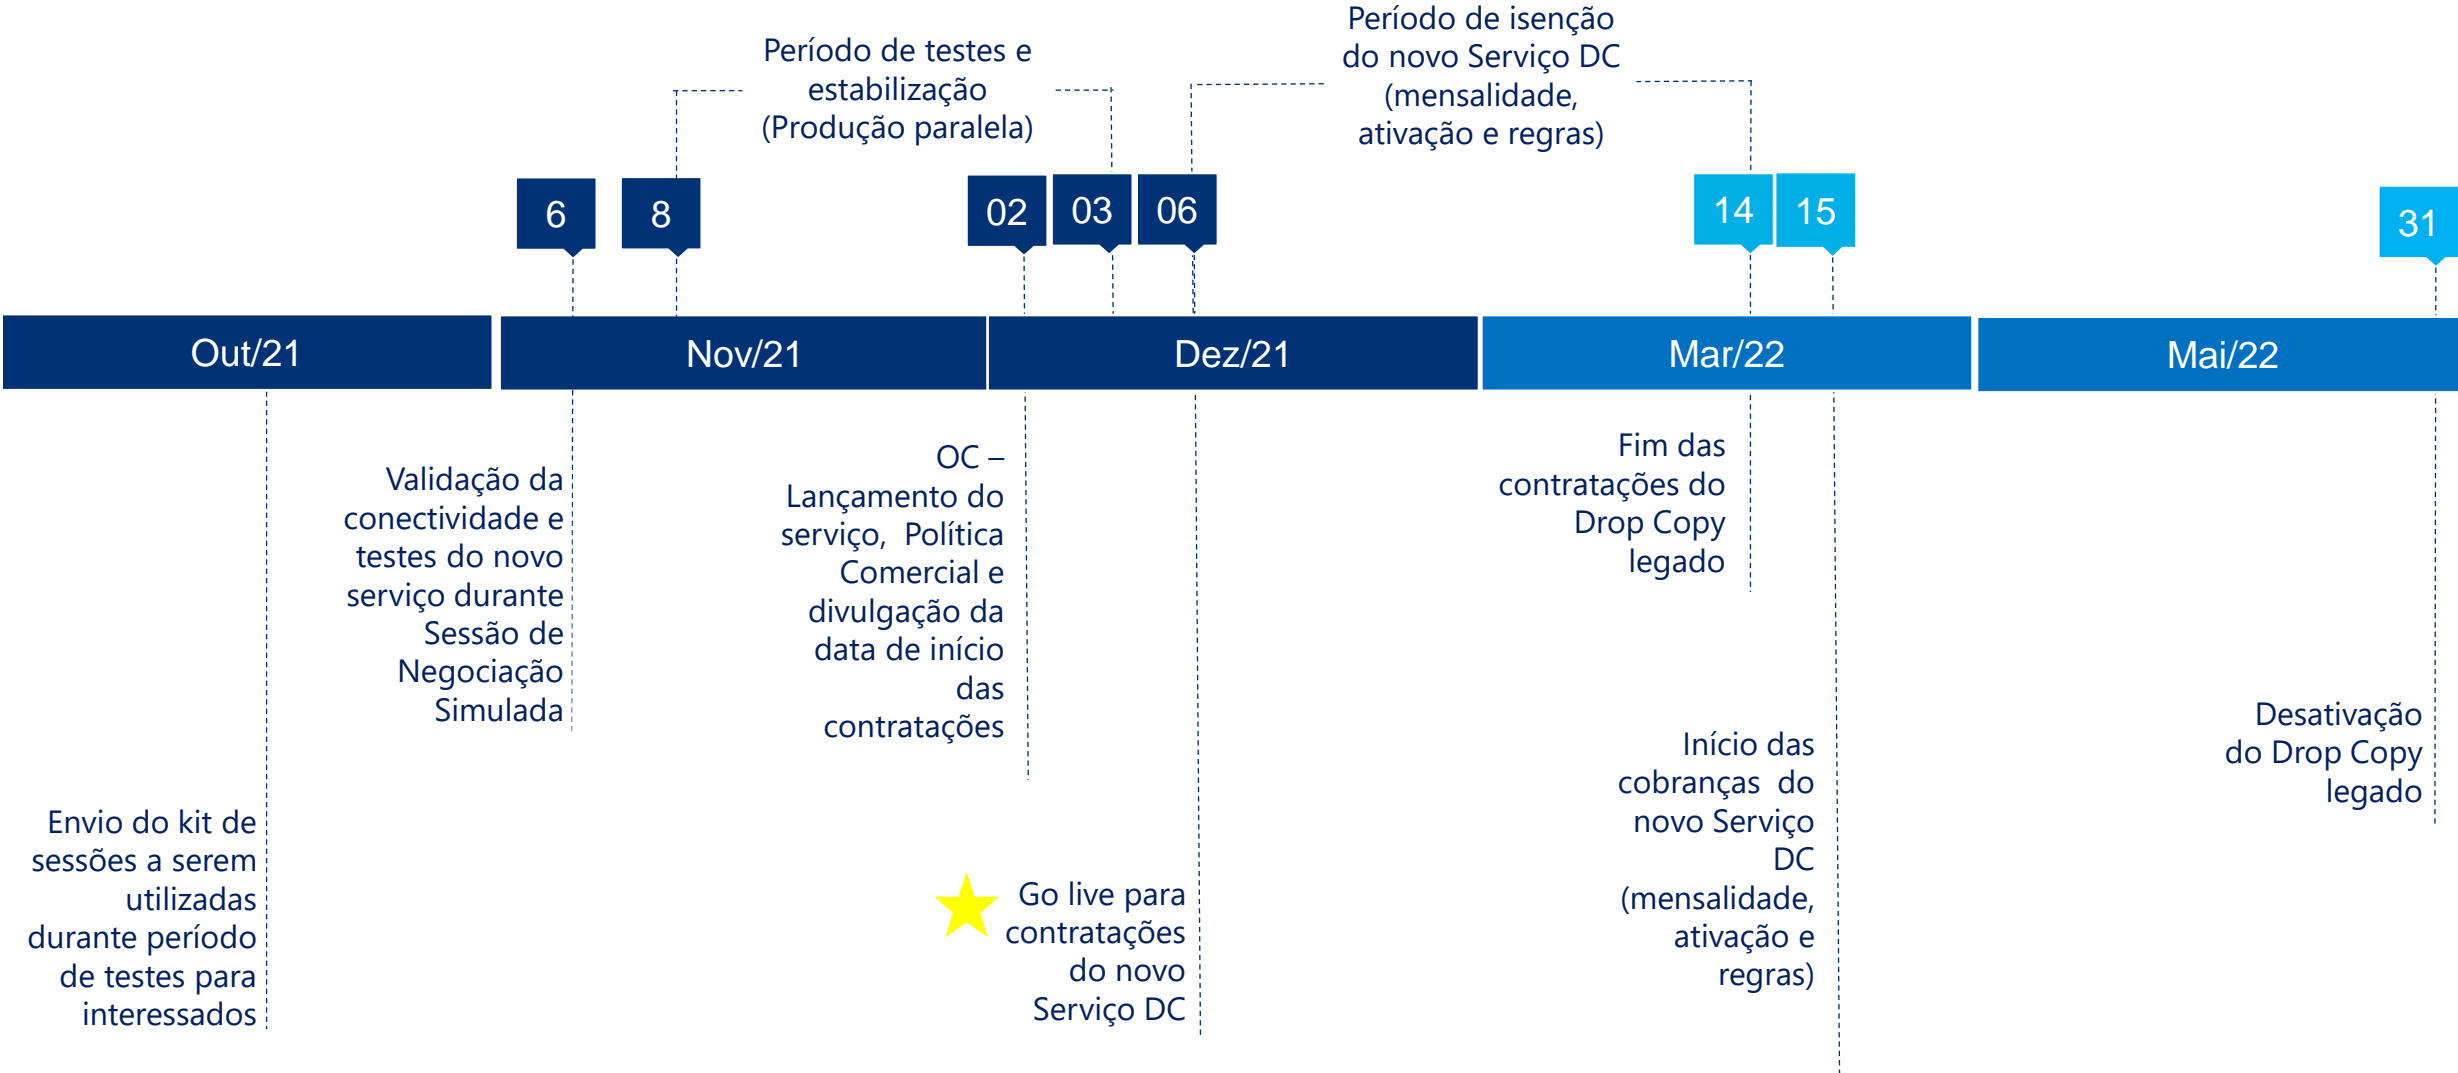 Período de testes e
estabilização
(Produção paralela)
Período de isenção
do novo Serviço DC
(mensalidade,
ativação e regras)
6
8
02
03
06
14
15
31
Out/21
Nov/21
Dez/21
Mar/22
Mai/22
Envio do kit de
sessões a serem
utilizadas
durante período
de testes para
interessados
Validação da
conectividade e
testes do novo
serviço durante
Sessão de
Negociação
Simulada
OC –
Lançamento do
serviço, Política
Comercial e
divulgação da
data de início
das
contratações
Go live para
contratações
do novo
Serviço DC
Fim das
contratações do
Drop Copy
legado
Início das
cobranças do
novo Serviço
DC
(mensalidade,
ativação e
regras)
Desativação
do Drop Copy
legado